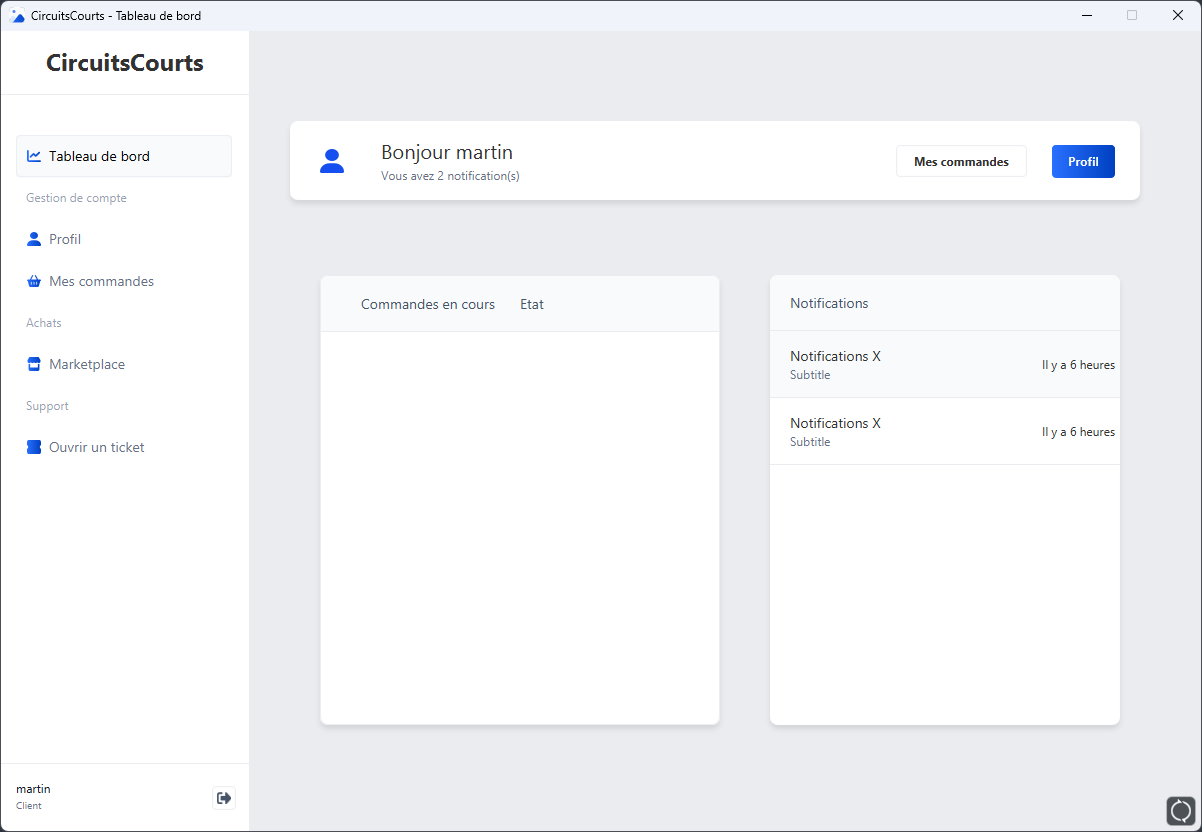 CircuitsCourts - Tableau de bord
CircuitsCourts
Tableau de bord
Gestion de compte
Profil
Mes commandes
Achats
Marketplace
Support
Ouvrir un ticket
martin
Client
Bonjour martin
Vous avez 2 notification(s)
Mes commandes
Profil
Commandes en cours Etat
Notifications
Notifications X
Subtitle
Il y a 6 heures
Notifications X
Subtitle
Il y a 6 heures